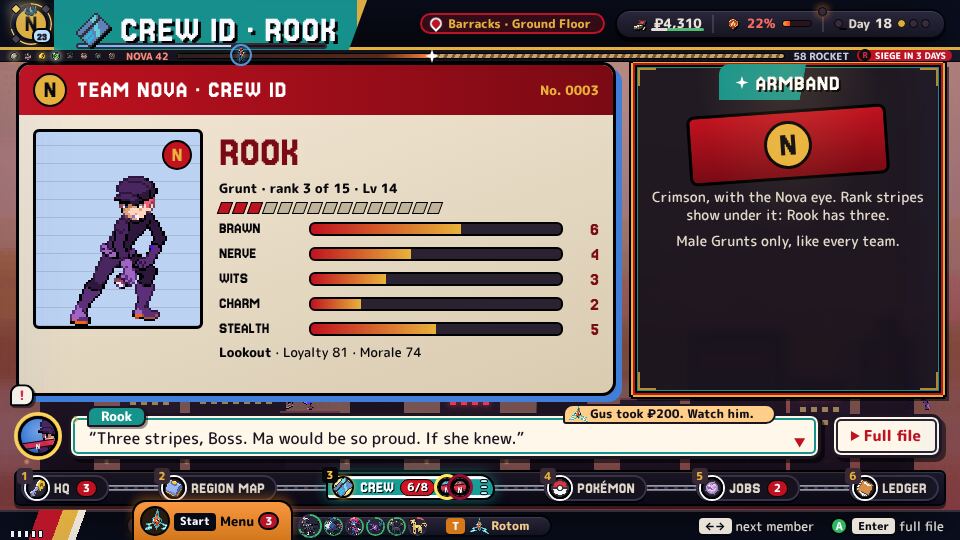 N
23
CREW ID · ROOK
Barracks · Ground Floor
₽4,310
22%
Day 18
NOVA 42
58 ROCKET
R SIEGE IN 3 DAYS
N TEAM NOVA · CREW ID
No. 0003
N
ROOK
Grunt · rank 3 of 15 · Lv 14
BRAWN 6
NERVE 4
WITS 3
CHARM 2
STEALTH 5
Lookout · Loyalty 81 · Morale 74
ARMBAND
N
Crimson, with the Nova eye. Rank stripes
show under it: Rook has three.
Male Grunts only, like every team.
!
Rook
Gus took ₽200. Watch him.
“Three stripes, Boss. Ma would be so proud. If she knew.”
Full file
1 HQ 3
2 REGION MAP
3 CREW 6/8
4 POKÉMON
5 JOBS 2
6 LEDGER
Start Menu 3
T Rotom
next member
A Enter full file